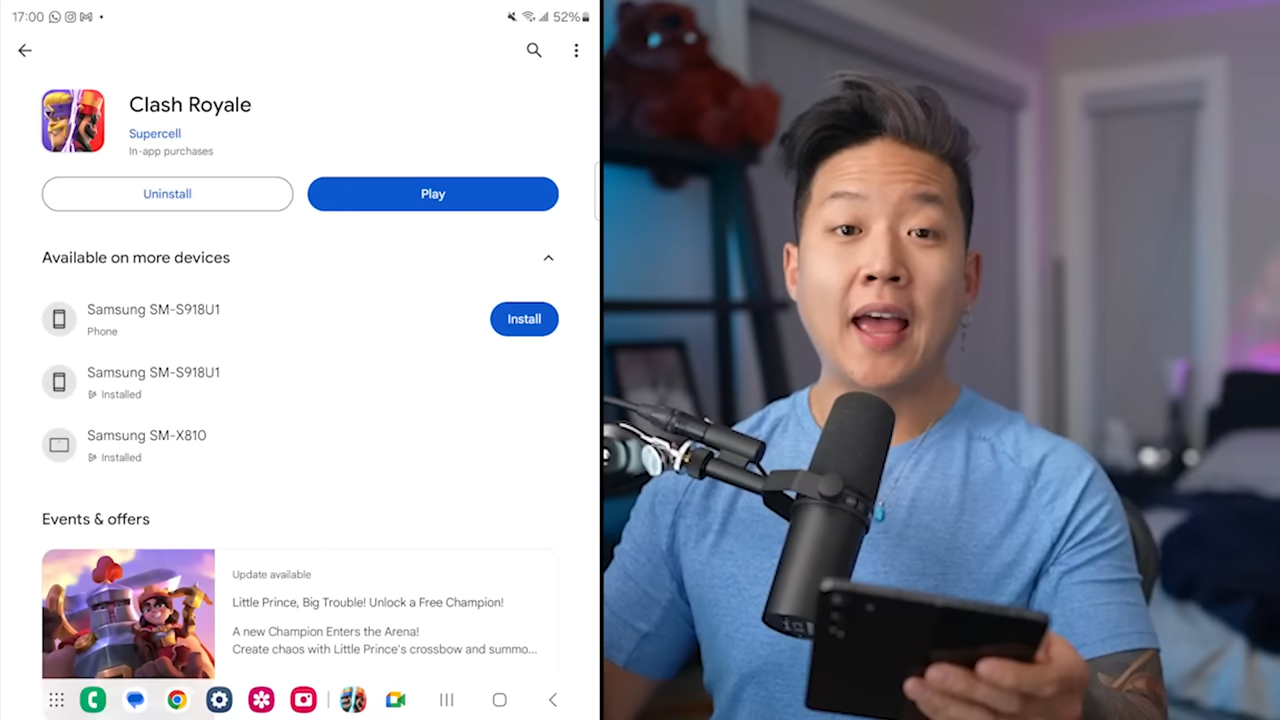 17:00
52%
Clash Royale
Supercell
In-app purchases
Uninstall
Play
Available on more devices
Samsung SM-S918U1
Phone
Install
Samsung SM-S918U1
Installed
Samsung SM-X810
Installed
Events & offers
Update available
Little Prince, Big Trouble! Unlock a Free Champion!
A new Champion Enters the Arena!
Create chaos with Little Prince's crossbow and summo...